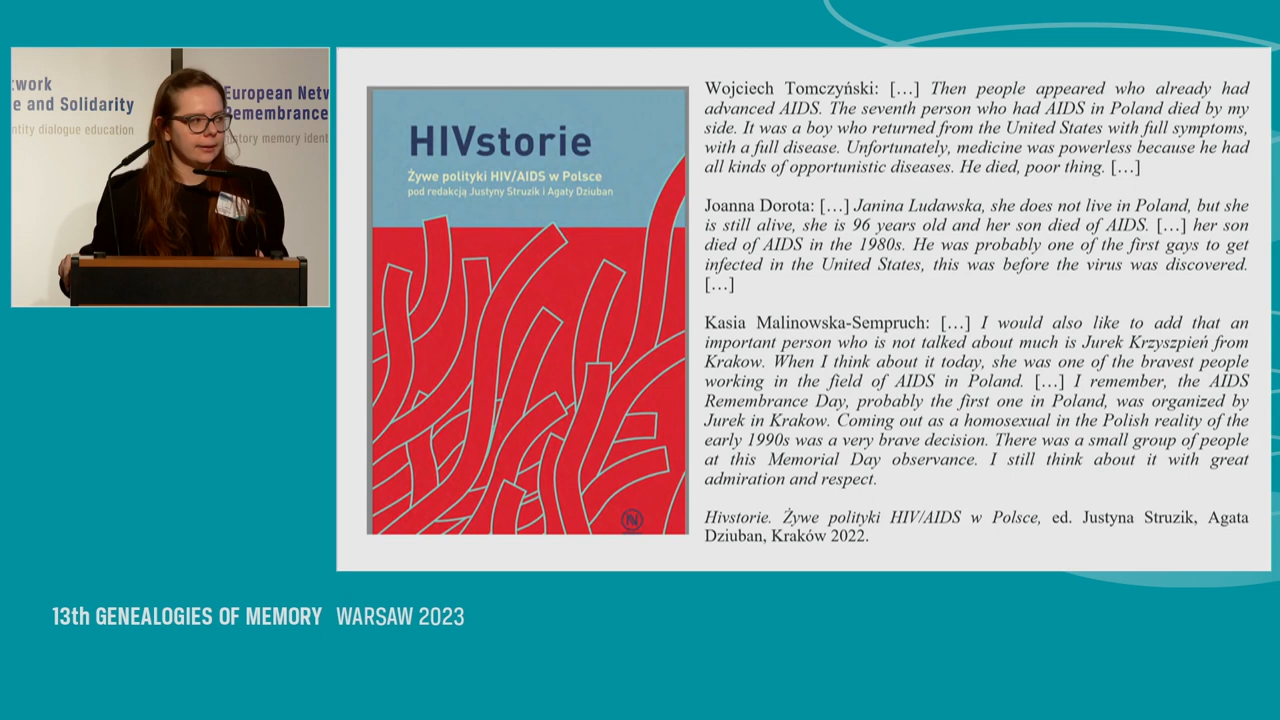 twork
e and Solidarity
ntity dialogue education
European Netw
Remembrance
atory memory ident
HIVstorie
Żywe polityki HIV/AIDS w Polsce
pod redakcją Justyny Struzik i Agaty Dziuban
Wojciech Tomczyński: […] Then people appeared who already had
advanced AIDS. The seventh person who had AIDS in Poland died by my
side. It was a boy who returned from the United States with full symptoms,
with a full disease. Unfortunately, medicine was powerless because he had
all kinds of opportunistic diseases. He died, poor thing. […]
Joanna Dorota: […] Janina Ludawska, she does not live in Poland, but she
is still alive, she is 96 years old and her son died of AIDS. […] her son
died of AIDS in the 1980s. He was probably one of the first gays to get
infected in the United States, this was before the virus was discovered.
[…]
Kasia Malinowska-Sempruch: […] I would also like to add that an
important person who is not talked about much is Jurek Krzyszpień from
Krakow. When I think about it today, she was one of the bravest people
working in the field of AIDS in Poland. […] I remember, the AIDS
Remembrance Day, probably the first one in Poland, was organized by
Jurek in Krakow. Coming out as a homosexual in the Polish reality of the
early 1990s was a very brave decision. There was a small group of people
at this Memorial Day observance. I still think about it with great
admiration and respect.
Hivstorie. Żywe polityki HIV/AIDS w Polsce, ed. Justyna Struzik, Agata
Dziuban, Kraków 2022.
13th GENEALOGIES OF MEMORY WARSAW 2023